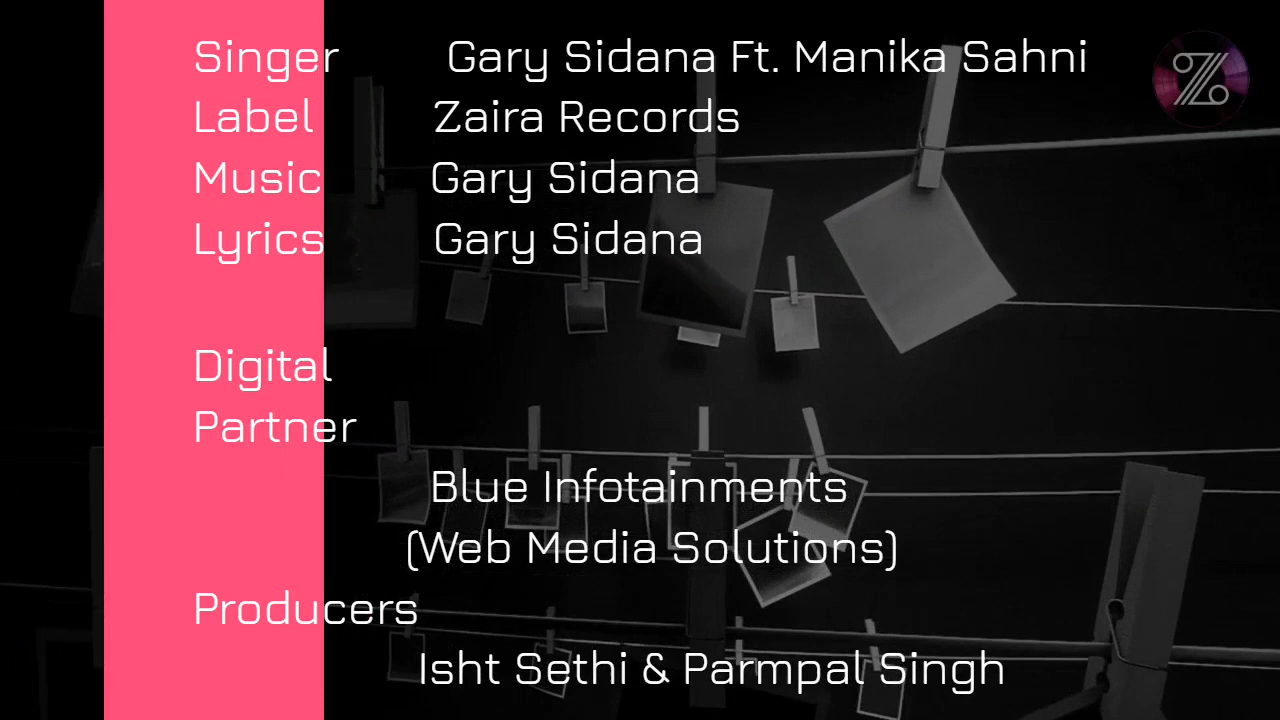 Singer Gary Sidana Ft. Manika Sahni
Label Zaira Records
Music Gary Sidana
Lyrics Gary Sidana
Digital
Partner
Blue Infotainments
(Web Media Solutions)
Producers
Isht Sethi & Parmpal Singh